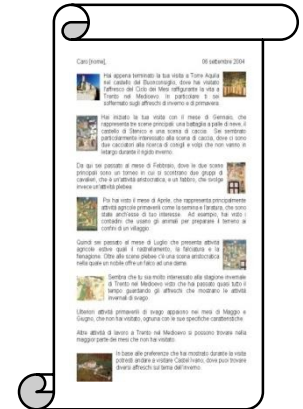 Caro [nome],
06 settembre 2004
Hai appena terminato la tua visita a Torre Aquila
nel castello del Buonconsiglio, dove hai visitato
l'affresco del Ciclo dei Mesi raffigurante la vita a
Trento nel Medioevo. In particolare ti sei
soffermato sugli affreschi di inverno e di primavera.
Hai iniziato la tua visita con il mese di Gennaio, che
rappresenta tre scene principali: una battaglia a palle di neve, il
castello di Stenico e una scena di caccia. Sei sembrato
particolarmente interessato alla scena di caccia, dove ci sono
due cacciatori alla ricerca di conigli e volpi che non vanno in
letargo durante il rigido inverno.
Da qui sei passato al mese di Febbraio, dove le due scene
principali sono un torneo in cui si scontrano due gruppi di
cavalieri, che è un'attività aristocratica, e un fabbro, che svolge
invece un'attività plebea.
Poi hai visto il mese di Aprile, che rappresenta principalmente
attività agricole primaverili come la semina e l'aratura, che sono
state anch'esse di tuo interesse. Ad esempio, hai visto i
contadini che usano gli animali per preparare il terreno ai
confini di un villaggio.
Quindi sei passato al mese di Luglio che presenta attività
agricole estive quali il rastrellamento, la falciatura e la
fienagione. Oltre alle scene plebee c'è una scena aristocratica
nella quale un nobile offre un falco ad una dama.
Sembra che tu sia molto interessato alla stagione invernale
di Trento nel Medioevo visto che hai passato quasi tutto il
tempo guardando gli affreschi che mostrano le attività
invernali di svago.
Ulteriori attività primaverili di svago appaiono nei mesi di Maggio e
Giugno, che non hai visitato, ognuna con le sue specifiche caratteristiche.
Altre attività di lavoro a Trento nel Medioevo si possono trovare nella
maggior parte dei mesi che non hai visitato.
In base alle preferenze che hai mostrato durante la visita
potresti andare a visitare Castel Ivano, dove puoi trovare
diversi affreschi sul tema dell'inverno.